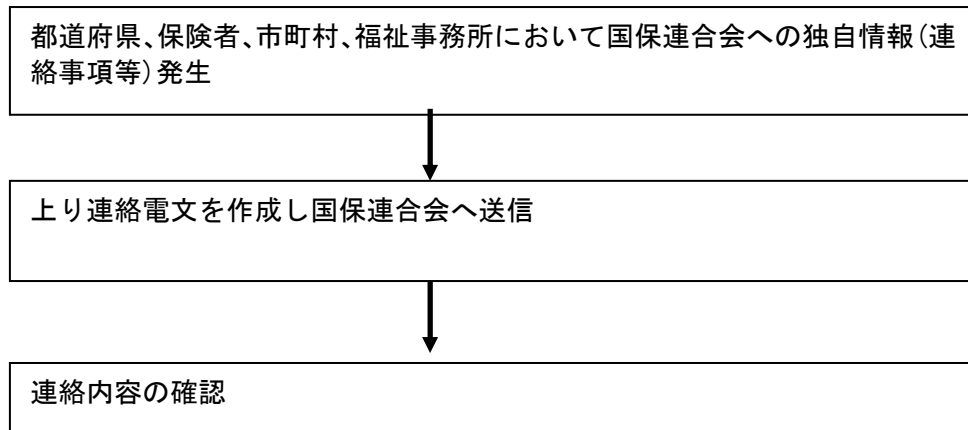 都道府県、保険者、市町村、福祉事務所において国保連合会への独自情報（連
絡事項等）発生
上り連絡電文を作成し国保連合会へ送信
連絡内容の確認